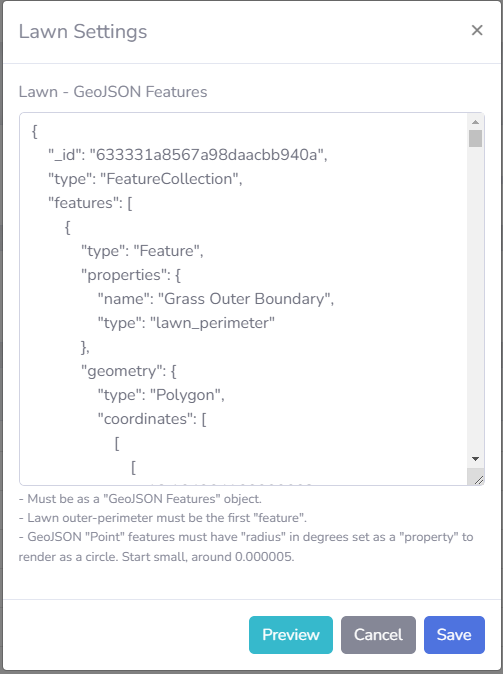 Lawn Settings ×
Lawn - GeoJSON Features
{
"_id": "633331a8567a98daacbb940a",
"type": "FeatureCollection",
"features": [
{
"type": "Feature",
"properties": {
"name": "Grass Outer Boundary",
"type": "lawn_perimeter"
},
"geometry": {
"type": "Polygon",
"coordinates": [
[
[
- Must be as a "GeoJSON Features" object.
- Lawn outer-perimeter must be the first "feature".
- GeoJSON "Point" features must have "radius" in degrees set as a "property" to
render as a circle. Start small, around 0.000005.
Preview Cancel Save